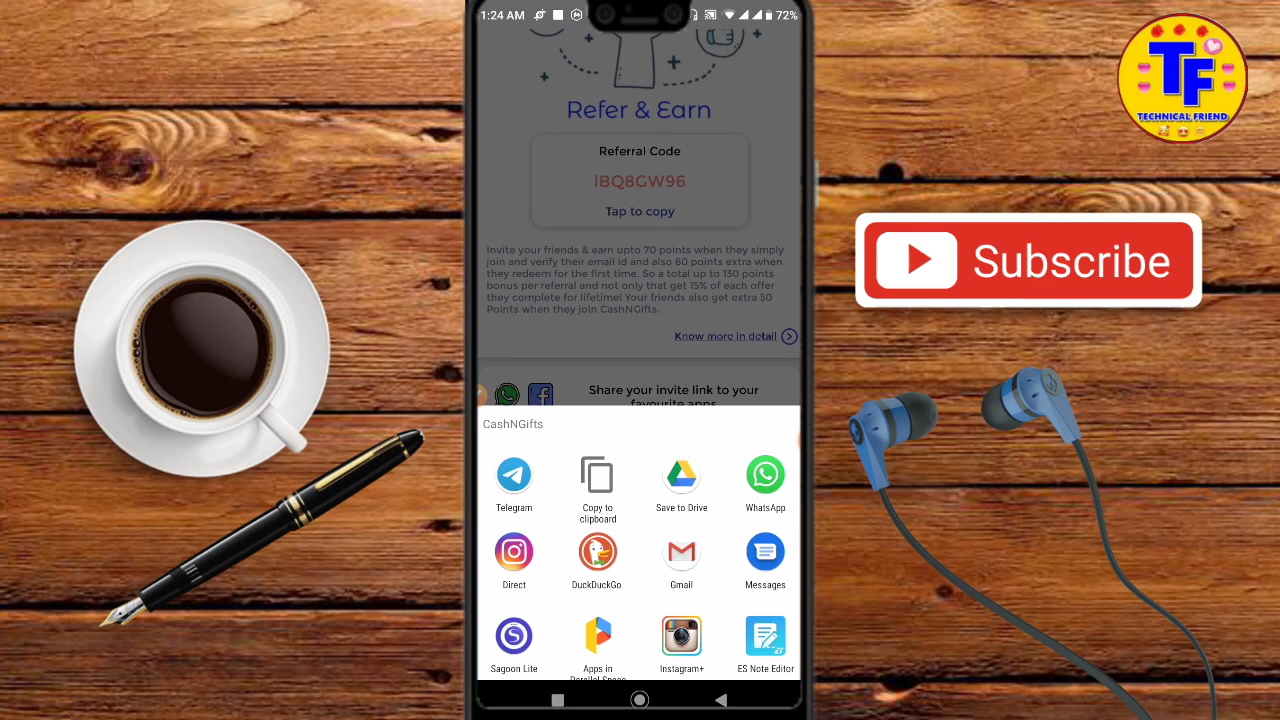 1:24 AM
72%
Refer & Earn
Referral Code
IBQ8GW96
Tap to copy
Invite your friends & earn upto 70 points when they simply
join and verify their email id and also 60 points extra when
they redeem for the first time. So a total up to 130 points
bonus per referral and not only that get 15% of each offer
they complete for lifetime! Your friends also get extra 50
Points when they join CashNGifts.
Know more in detail
Share your invite link to your
favourite apps
CashNGifts
Telegram
Copy to
clipboard
Save to Drive
WhatsApp
Direct
DuckDuckGo
Gmail
Messages
Sagoon Lite
Apps in
Parallel Space
Instagram+
ES
ES Note Editor
TF
TECHNICAL FRIEND
Subscribe